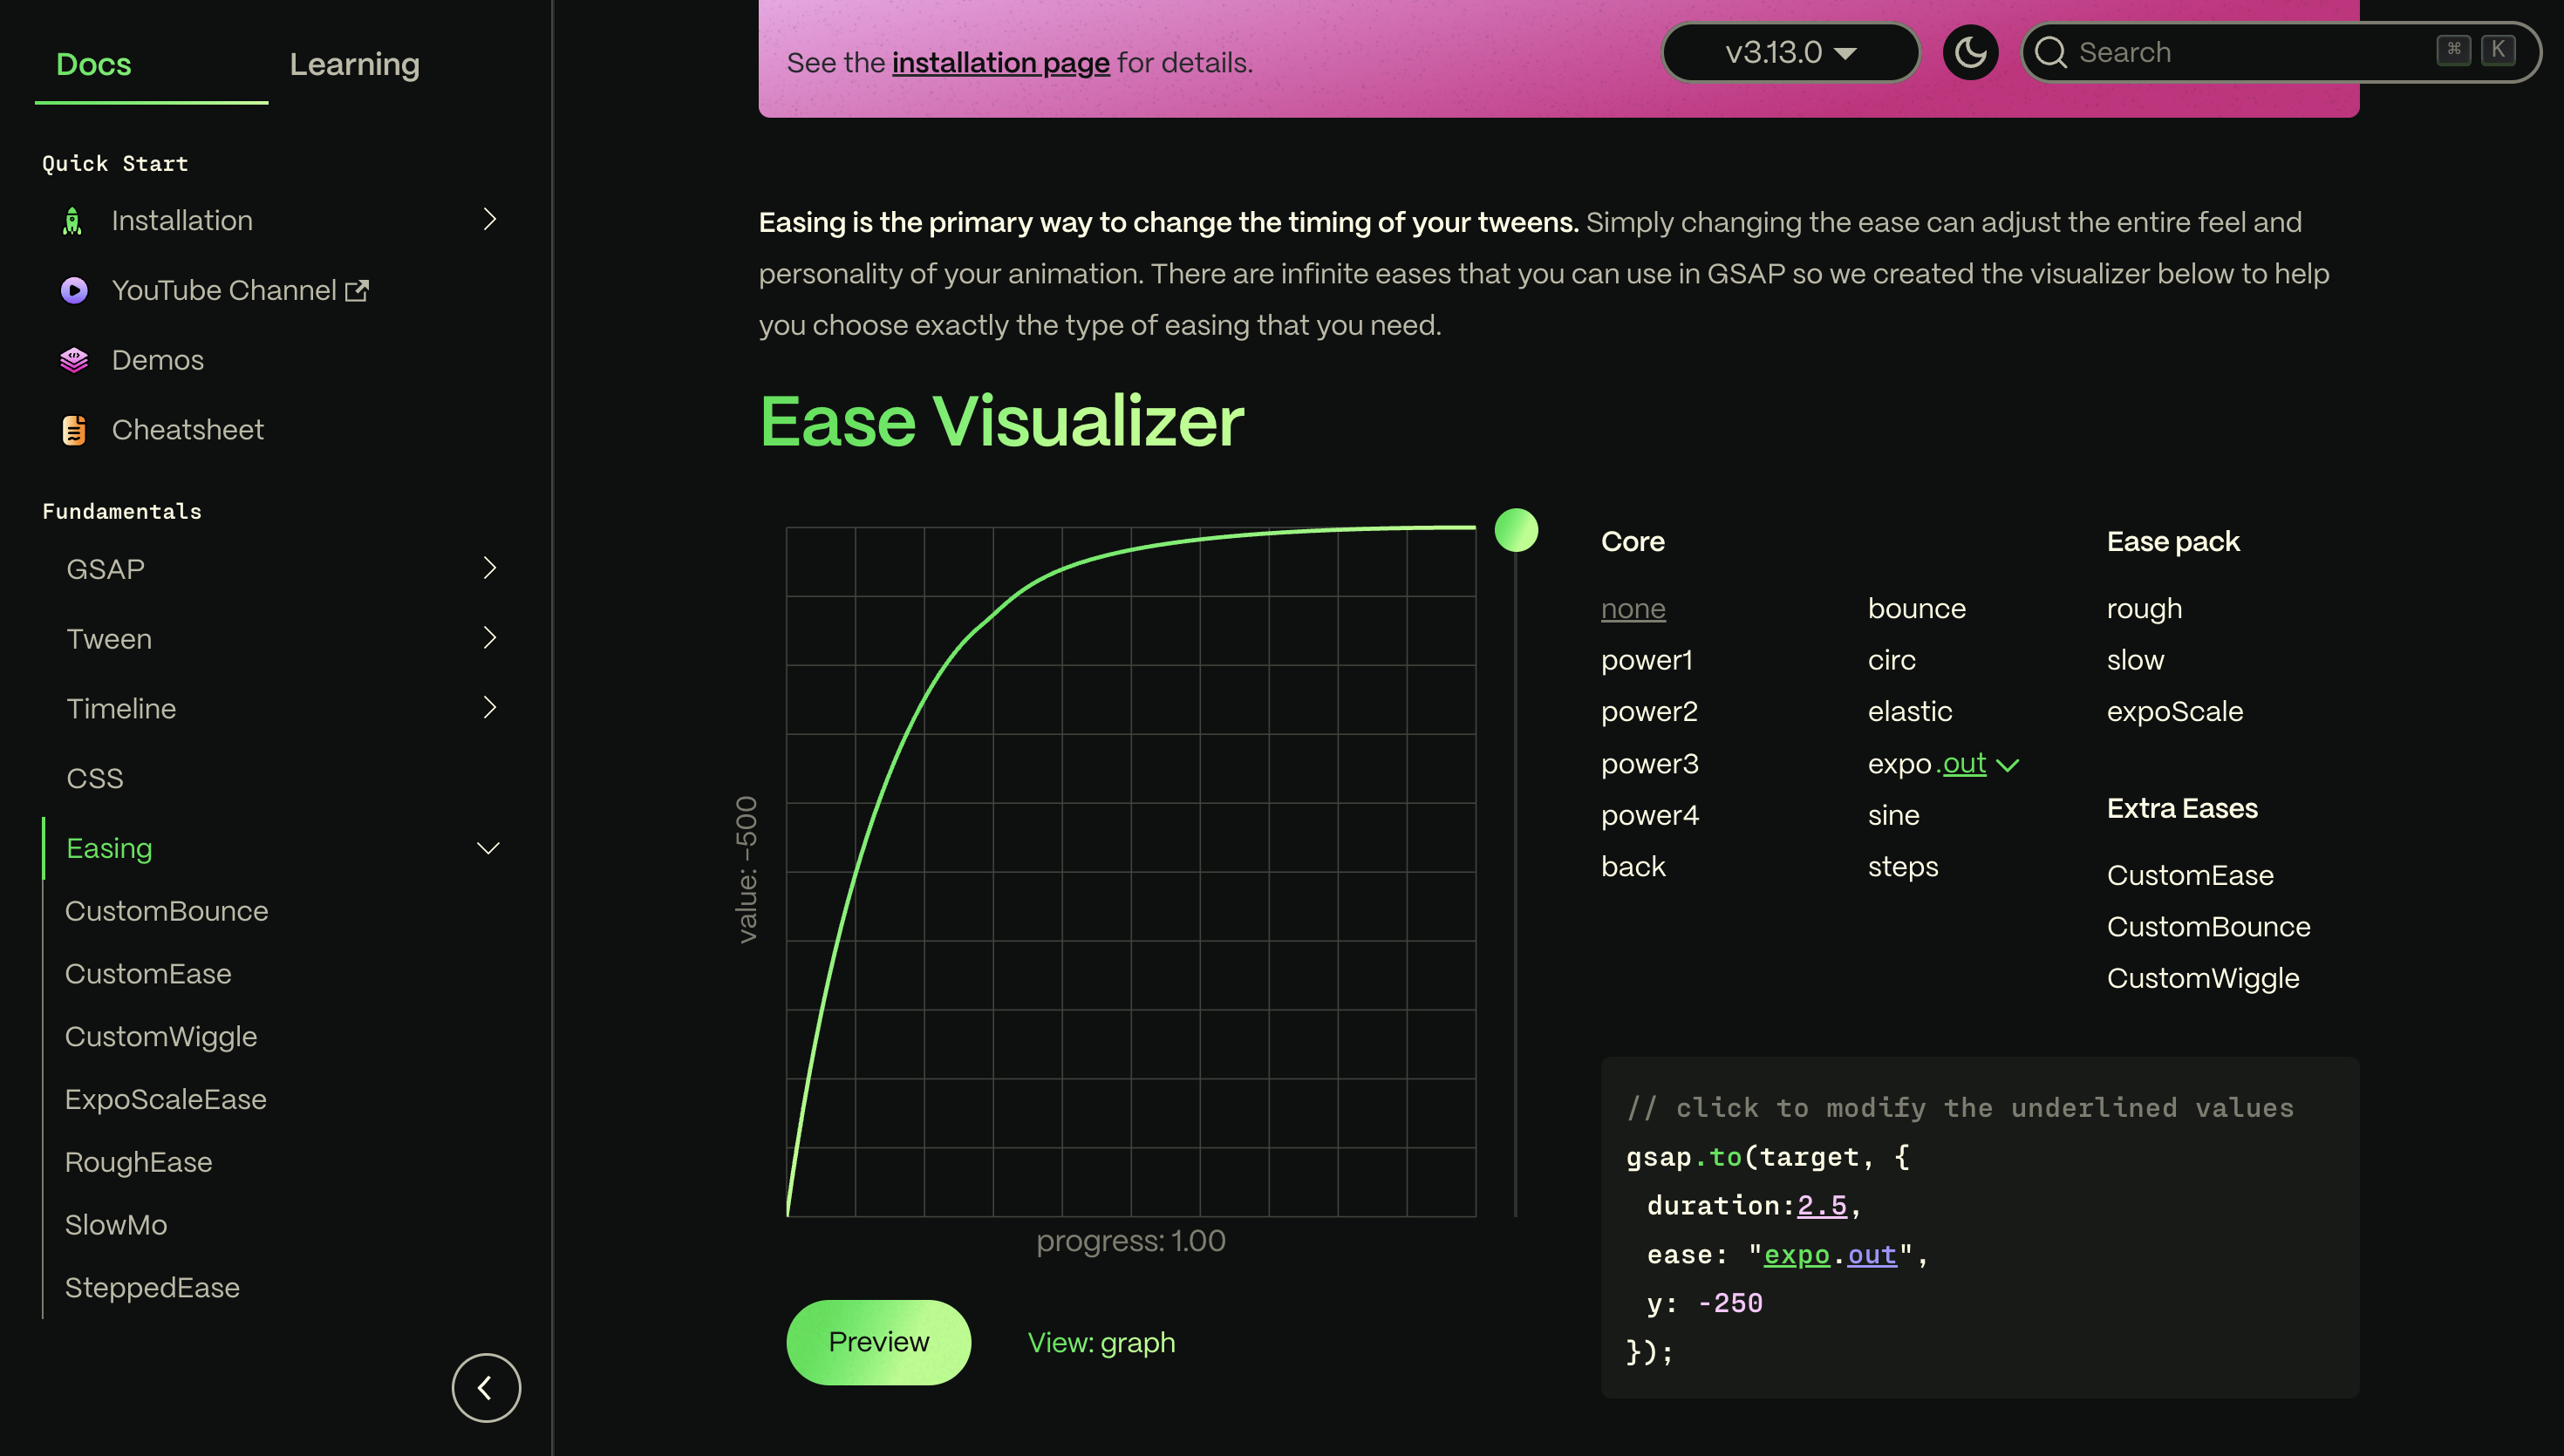 Docs
Learning
Quick Start
Installation
YouTube Channel
Demos
Cheatsheet
Fundamentals
GSAP
Tween
Timeline
CSS
Easing
CustomBounce
CustomEase
CustomWiggle
ExpoScaleEase
RoughEase
SlowMo
SteppedEase
See the installation page for details.
v3.13.0
Search
⌘ K
Easing is the primary way to change the timing of your tweens. Simply changing the ease can adjust the entire feel and
personality of your animation. There are infinite eases that you can use in GSAP so we created the visualizer below to help
you choose exactly the type of easing that you need.
Ease Visualizer
value: -500
progress: 1.00
Preview
View: graph
Core
none
power1
power2
power3
power4
back
bounce
circ
elastic
expo.out
sine
steps
Ease pack
rough
slow
expoScale
Extra Eases
CustomEase
CustomBounce
CustomWiggle
// click to modify the underlined values
gsap.to(target, {
duration:2.5,
ease: "expo.out",
y: -250
});